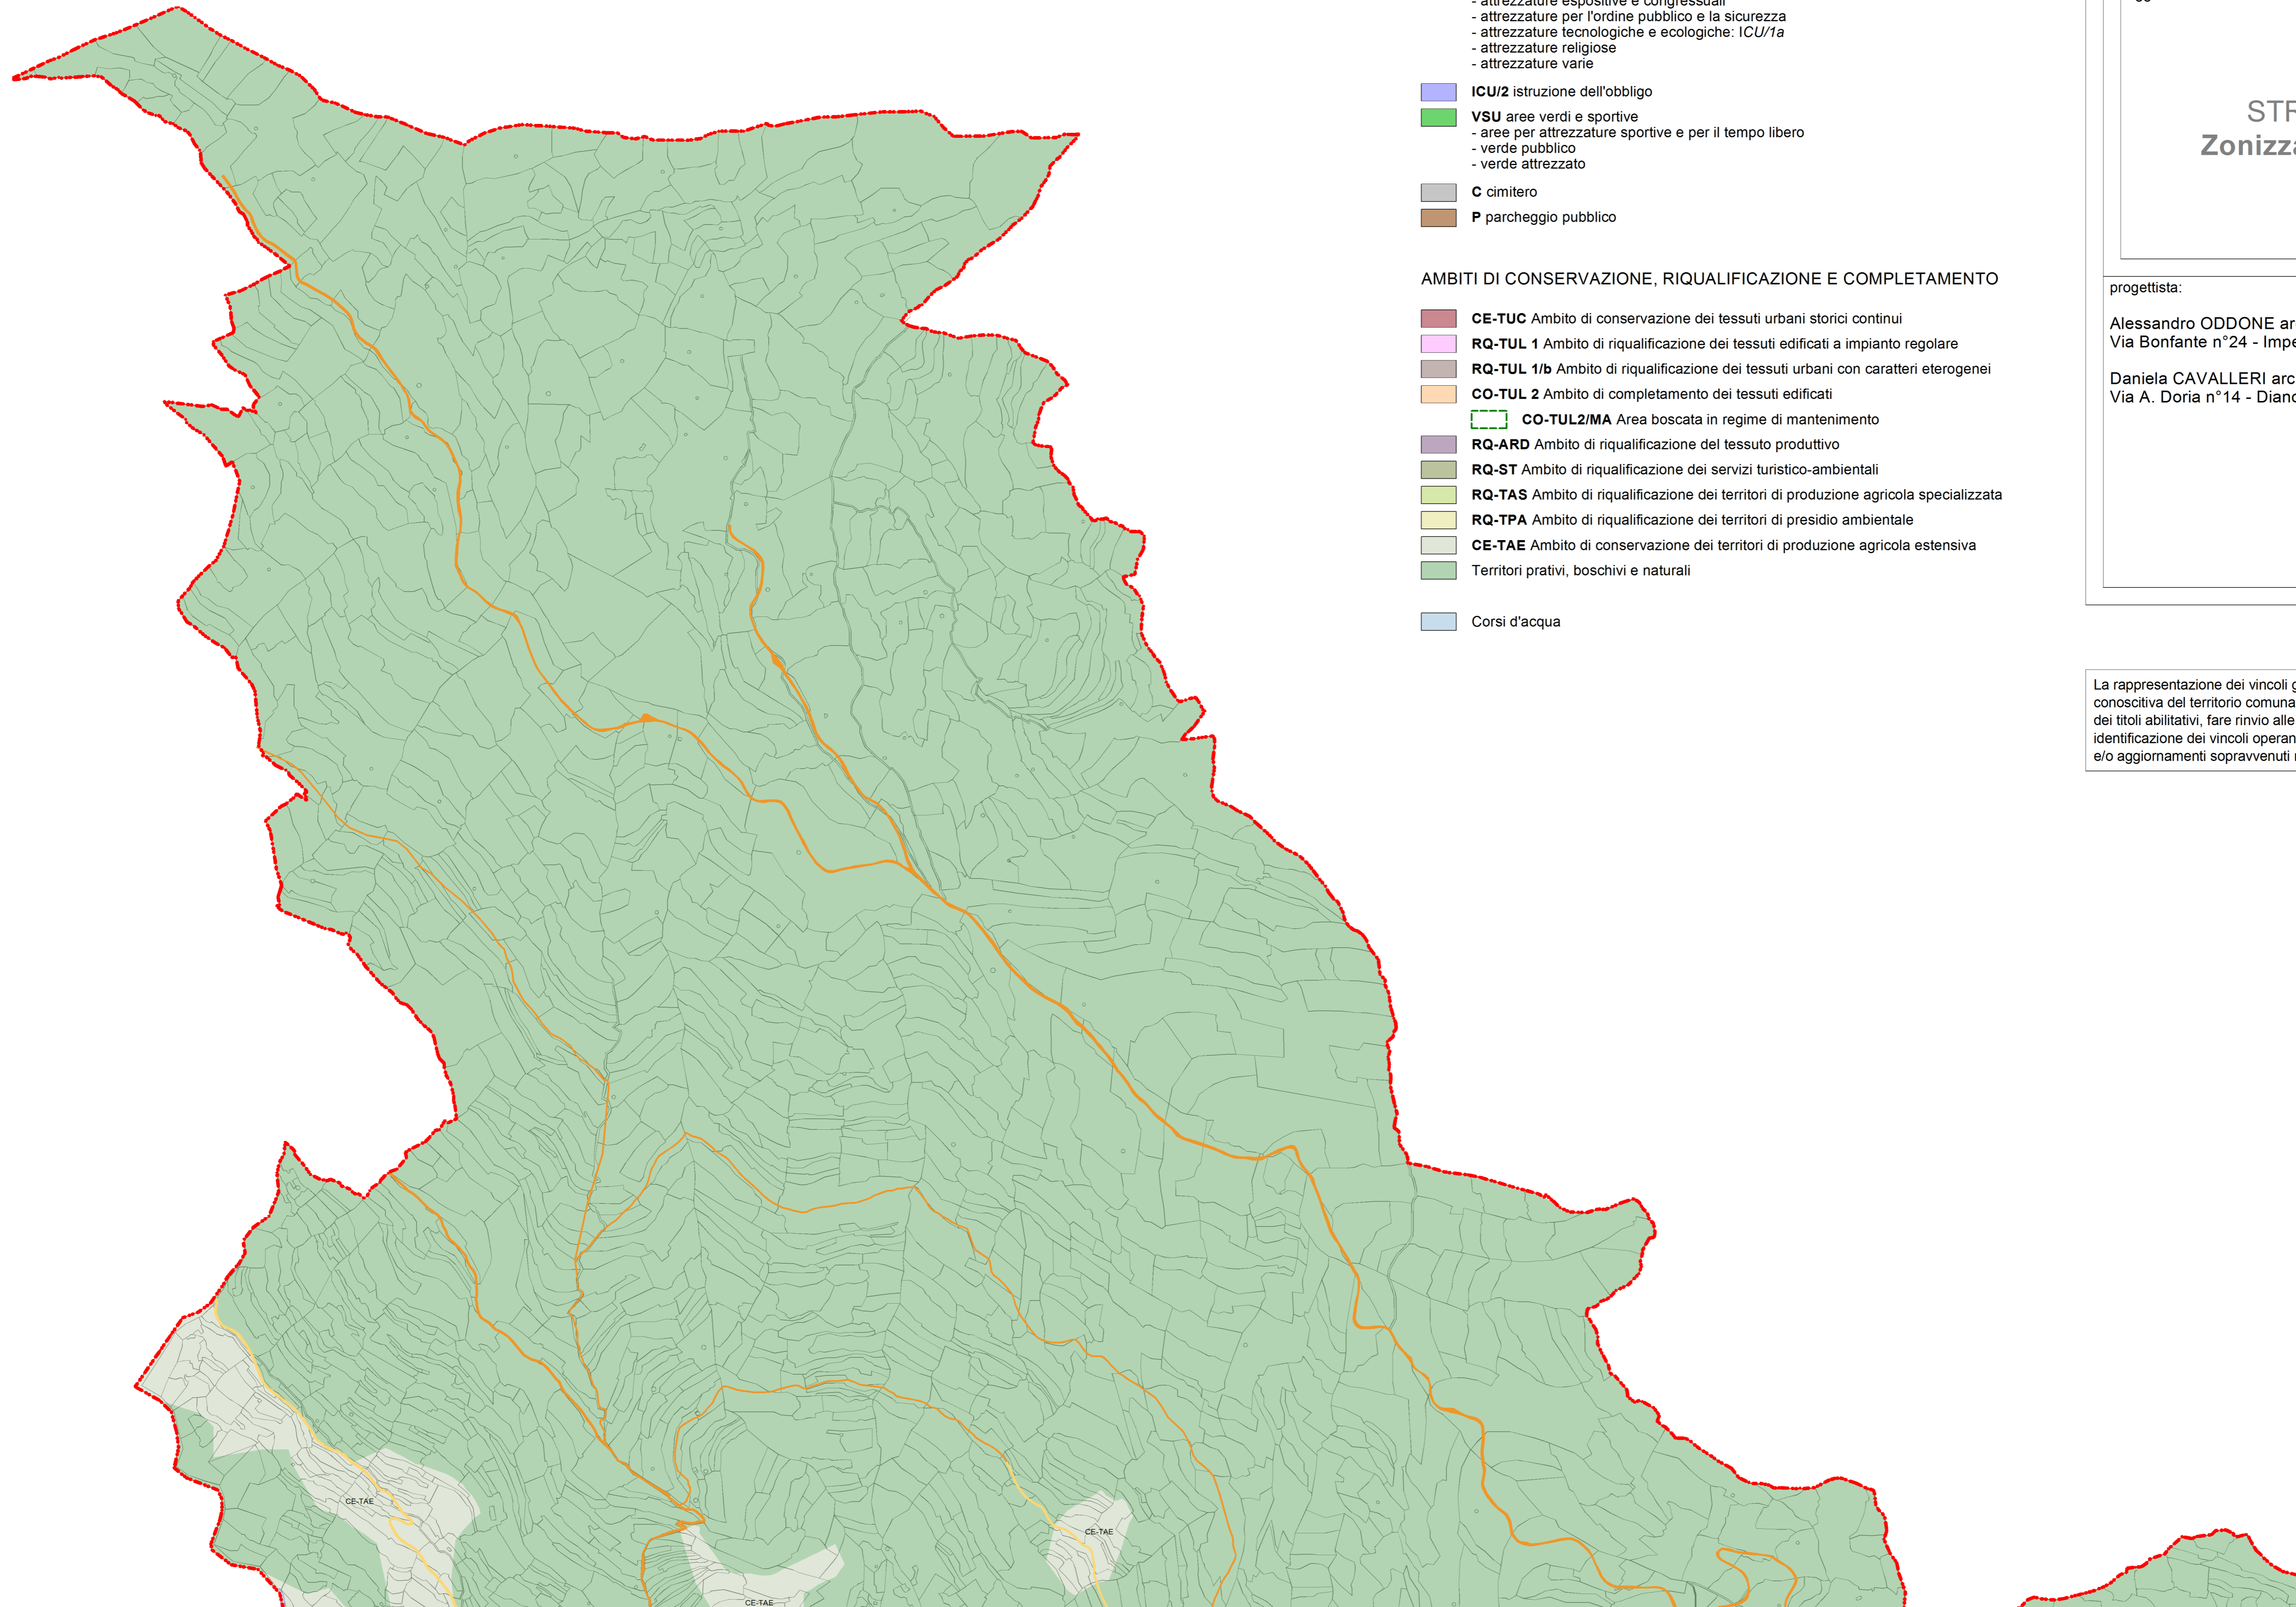 - attrezzature espositive e congressuali
- attrezzature per l'ordine pubblico e la sicurezza
- attrezzature tecnologiche e ecologiche: ICU/1a
- attrezzature religiose
- attrezzature varie
ICU/2 istruzione dell'obbligo
VSU aree verdi e sportive
- aree per attrezzature sportive e per il tempo libero
- verde pubblico
- verde attrezzato
C cimitero
P parcheggio pubblico
AMBITI DI CONSERVAZIONE, RIQUALIFICAZIONE E COMPLETAMENTO
CE-TUC Ambito di conservazione dei tessuti urbani storici continui
RQ-TUL 1 Ambito di riqualificazione dei tessuti edificati a impianto regolare
RQ-TUL 1/b Ambito di riqualificazione dei tessuti urbani con caratteri eterogenei
CO-TUL 2 Ambito di completamento dei tessuti edificati
CO-TUL2/MA Area boscata in regime di mantenimento
RQ-ARD Ambito di riqualificazione del tessuto produttivo
RQ-ST Ambito di riqualificazione dei servizi turistico-ambientali
RQ-TAS Ambito di riqualificazione dei territori di produzione agricola specializzata
RQ-TPA Ambito di riqualificazione dei territori di presidio ambientale
CE-TAE Ambito di conservazione dei territori di produzione agricola estensiva
Territori prativi, boschivi e naturali
Corsi d'acqua
STR
Zonizza
progettista:
Alessandro ODDONE ar
Via Bonfante n°24 - Impe
Daniela CAVALLERI arc
Via A. Doria n°14 - Diano
La rappresentazione dei vincoli g
conoscitiva del territorio comuna
dei titoli abilitativi, fare rinvio alle
identificazione dei vincoli operan
e/o aggiornamenti sopravvenuti
CE-TAE
CE-TAE
CE-TAE